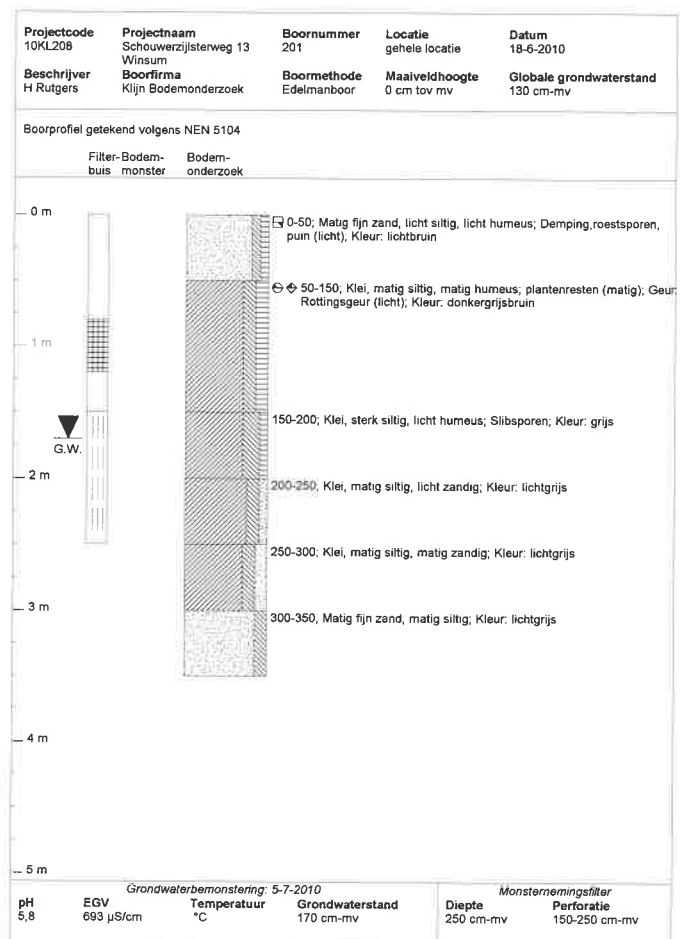 Projectcode Projectnaam Boornummer Locatie Datum
10KL208 Schouwerzijlsterweg 13 201 gehele locatie 18-6-2010
Winsum
Beschrijver Boorfirma Boormethode Maaiveldhoogte Globale grondwaterstand
H Rutgers Klijn Bodemonderzoek Edelmanboor 0 cm tov mv 130 cm-mv
Boorprofiel getekend volgens NEN 5104
Filter- Bodem- Bodem-
buis monster onderzoek
0 m
0-50; Matig fijn zand, licht siltig, licht humeus; Demping,roestsporen,
puin (licht); Kleur: lichtbruin
50-150; Klei, matig siltig, matig humeus; plantenresten (matig); Geur:
Rottingsgeur (licht); Kleur: donkergrijsbruin
1 m
150-200; Klei, sterk siltig, licht humeus; Slibsporen; Kleur: grijs
G.W.
2 m
200-250, Klei, matig siltig, licht zandig; Kleur: lichtgrijs
250-300; Klei, matig siltig, matig zandig; Kleur: lichtgrijs
3 m
300-350, Matig fijn zand, matig siltig; Kleur: lichtgrijs
4 m
5 m
Grondwaterbemonstering: 5-7-2010 Monsternemingsfilter
pH EGV Temperatuur Grondwaterstand Diepte Perforatie
5,8 693 µS/cm °C 170 cm-mv 250 cm-mv 150-250 cm-mv